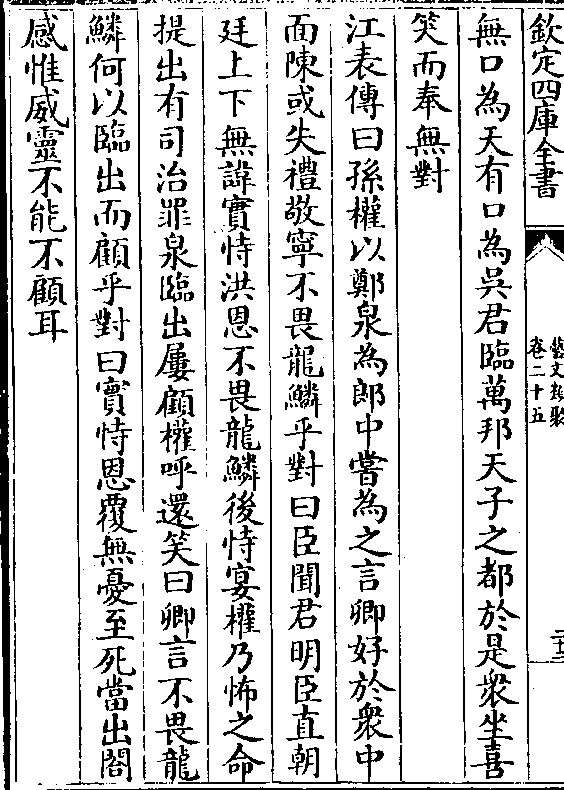 欽定四庫全書
藝文類聚
卷二十五
無口為天有口為吳君臨萬邦天子之都於是衆坐喜
笑而奉無對
江表傳曰孫權以鄭泉為郎中嘗為之言卿好於衆中
面陳或失禮敬寧不畏龍鱗乎對曰臣聞君明臣直朝
廷上下無諱實恃洪恩不畏龍鱗後恃宴權乃怖之命
提出有司治罪泉臨出屢顧權呼還笑曰卿言不畏龍
鱗何以臨出而顧乎對曰實恃恩覆無憂至死當出閤
感惟威靈不能不顧耳